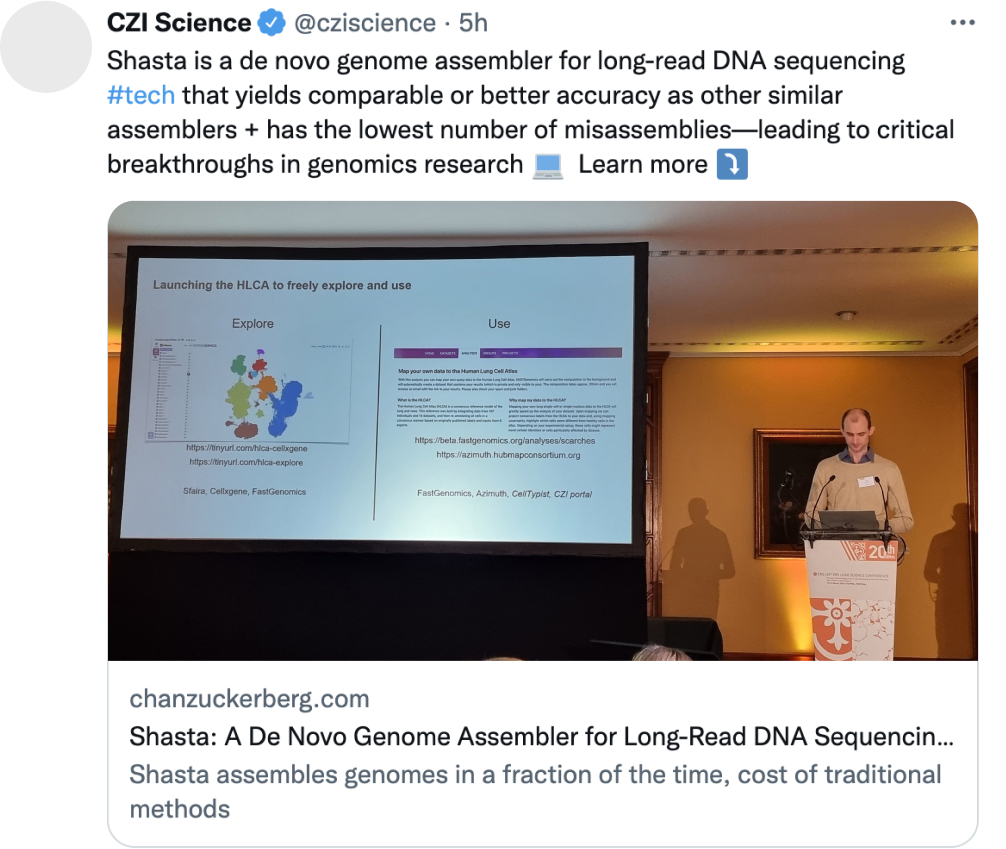 CZI Science @cziscience · 5h
Shasta is a de novo genome assembler for long-read DNA sequencing
#tech that yields comparable or better accuracy as other similar
assemblers + has the lowest number of misassemblies—leading to critical
breakthroughs in genomics research 💻 Learn more ⤵️
Launching the HLCA to freely explore and use
Explore
https://tinyurl.com/hlca-cellxgene
https://tinyurl.com/hlca-explore
Sfaira, Cellxgene, FastGenomics
Use
Map your own data to the Human Lung Cell Atlas
What is the HLCA?
Why map my data to the HLCA?
https://beta.fastgenomics.org/analyses/scarches
https://azimuth.hubmapconsortium.org
FastGenomics, Azimuth, CellTypist, CZI portal
20th
chanzuckerberg.com
Shasta: A De Novo Genome Assembler for Long-Read DNA Sequencin...
Shasta assembles genomes in a fraction of the time, cost of traditional
methods